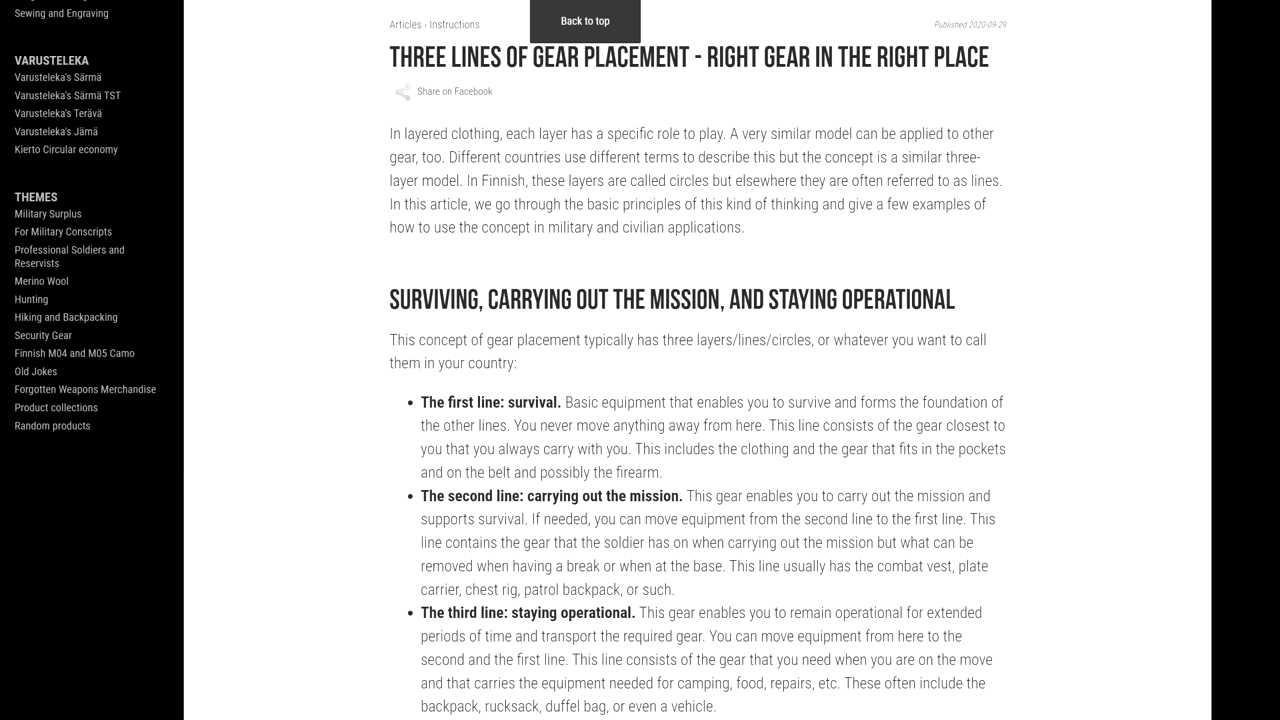 Sewing and Engraving
VARUSTELEKA
Varusteleka's Särmä
Varusteleka's Särmä TST
Varusteleka's Terävä
Varusteleka's Jämä
Kierto Circular economy
THEMES
Military Surplus
For Military Conscripts
Professional Soldiers and
Reservists
Merino Wool
Hunting
Hiking and Backpacking
Security Gear
Finnish M04 and M05 Camo
Old Jokes
Forgotten Weapons Merchandise
Product collections
Random products
Back to top
Articles › Instructions
Published 2020-09-29
THREE LINES OF GEAR PLACEMENT - RIGHT GEAR IN THE RIGHT PLACE
Share on Facebook
In layered clothing, each layer has a specific role to play. A very similar model can be applied to other
gear, too. Different countries use different terms to describe this but the concept is a similar three-
layer model. In Finnish, these layers are called circles but elsewhere they are often referred to as lines.
In this article, we go through the basic principles of this kind of thinking and give a few examples of
how to use the concept in military and civilian applications.
SURVIVING, CARRYING OUT THE MISSION, AND STAYING OPERATIONAL
This concept of gear placement typically has three layers/lines/circles, or whatever you want to call
them in your country:
• The first line: survival. Basic equipment that enables you to survive and forms the foundation of
the other lines. You never move anything away from here. This line consists of the gear closest to
you that you always carry with you. This includes the clothing and the gear that fits in the pockets
and on the belt and possibly the firearm.
• The second line: carrying out the mission. This gear enables you to carry out the mission and
supports survival. If needed, you can move equipment from the second line to the first line. This
line contains the gear that the soldier has on when carrying out the mission but what can be
removed when having a break or when at the base. This line usually has the combat vest, plate
carrier, chest rig, patrol backpack, or such.
• The third line: staying operational. This gear enables you to remain operational for extended
periods of time and transport the required gear. You can move equipment from here to the
second and the first line. This line consists of the gear that you need when you are on the move
and that carries the equipment needed for camping, food, repairs, etc. These often include the
backpack, rucksack, duffel bag, or even a vehicle.